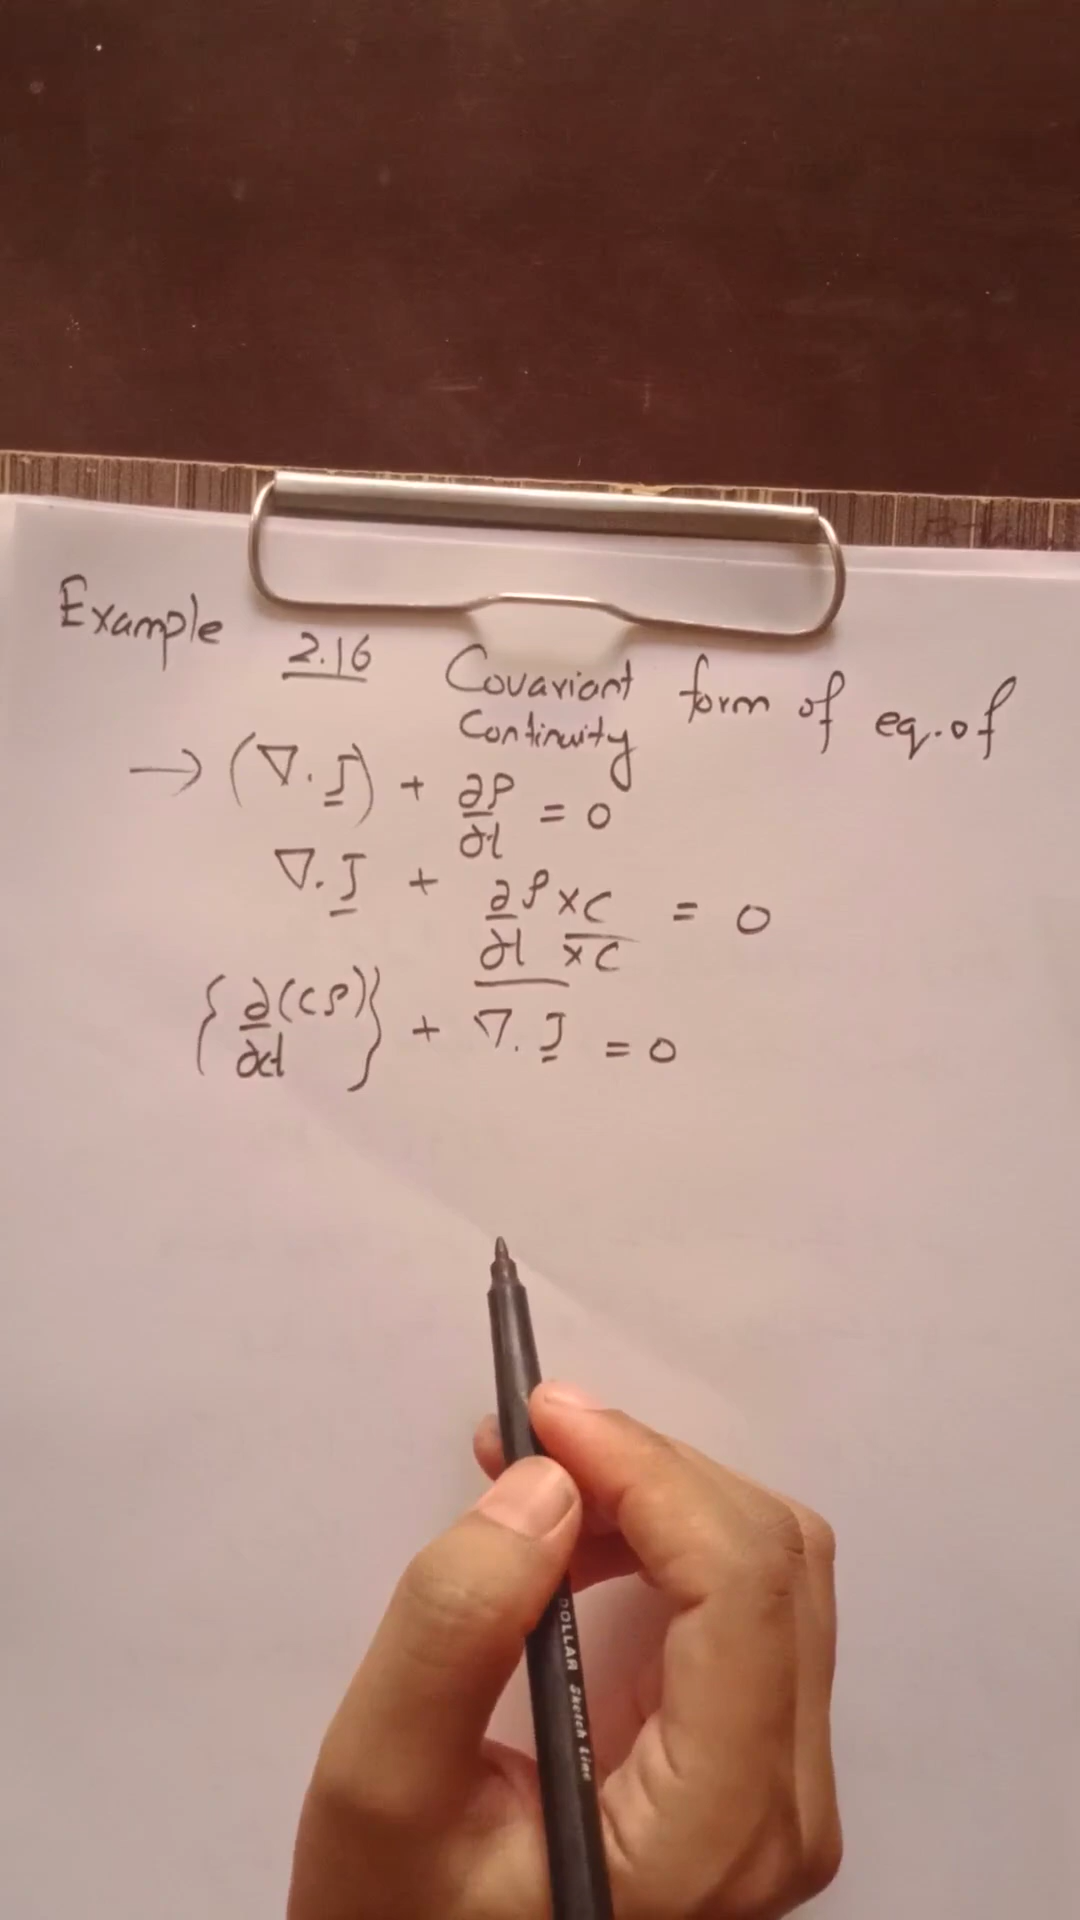 Example 2.16 Covariant form of eq. of
Continuity
→ (∇. J) + ∂ρ/∂t = 0
∇. J + ∂ρ/∂t ×C/×C = 0
{∂(Cρ)/∂ct} + ∇. J = 0
DOLLAR Sketch Line